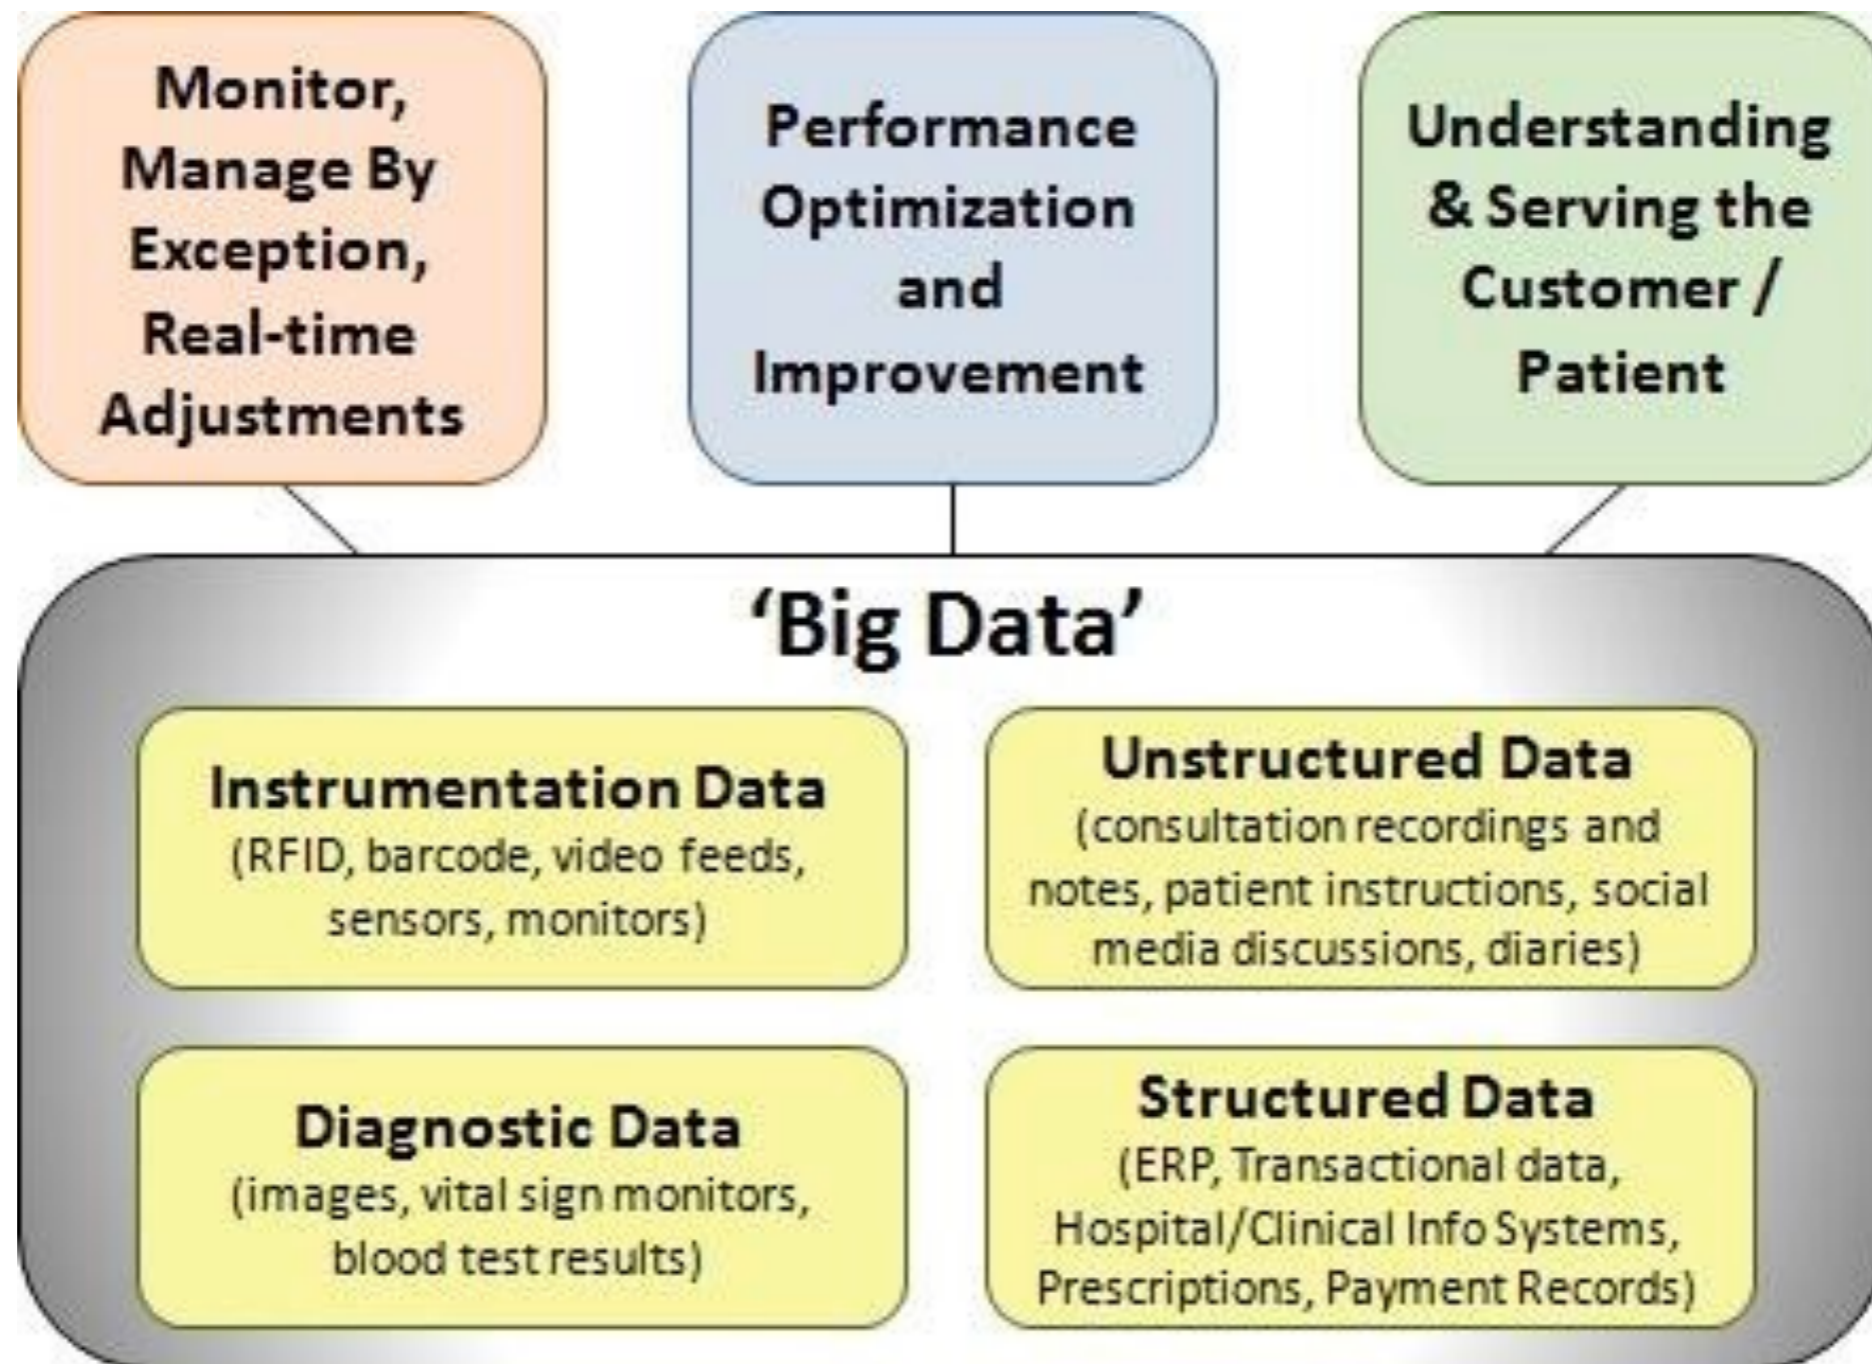 Monitor,
Manage By
Exception,
Real-time
Adjustments
Performance
Optimization
and
Improvement
Understanding
& Serving the
Customer /
Patient
‘Big Data’
Instrumentation Data
(RFID, barcode, video feeds,
sensors, monitors)
Unstructured Data
(consultation recordings and
notes, patient instructions, social
media discussions, diaries)
Diagnostic Data
(images, vital sign monitors,
blood test results)
Structured Data
(ERP, Transactional data,
Hospital/Clinical Info Systems,
Prescriptions, Payment Records)